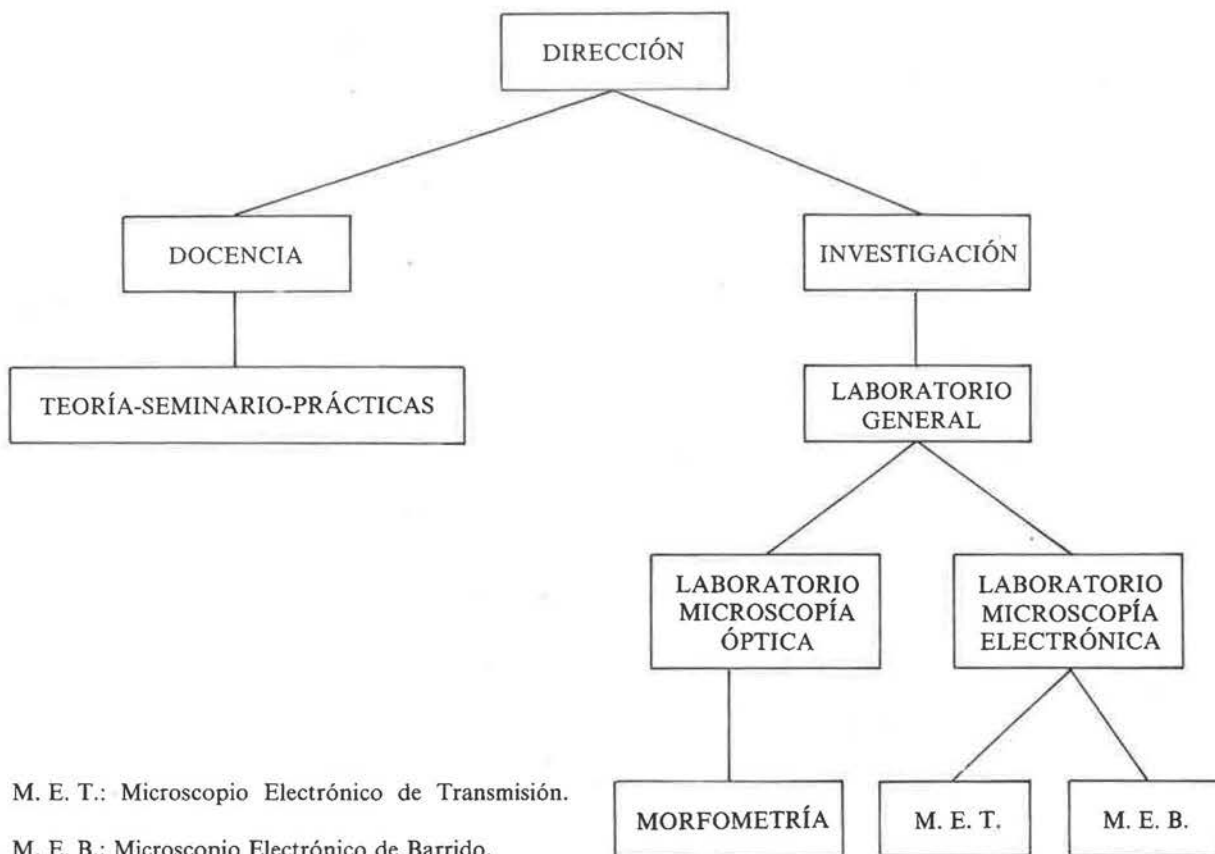 DIRECCIÓN
DOCENCIA
INVESTIGACIÓN
TEORÍA-SEMINARIO-PRÁCTICAS
LABORATORIO
GENERAL
LABORATORIO
MICROSCOPÍA
ÓPTICA
LABORATORIO
MICROSCOPÍA
ELECTRÓNICA
MORFOMETRÍA
M. E. T.
M. E. B.
M. E. T.: Microscopio Electrónico de Transmisión.
M. E. B.: Microscopio Electrónico de Barrido.